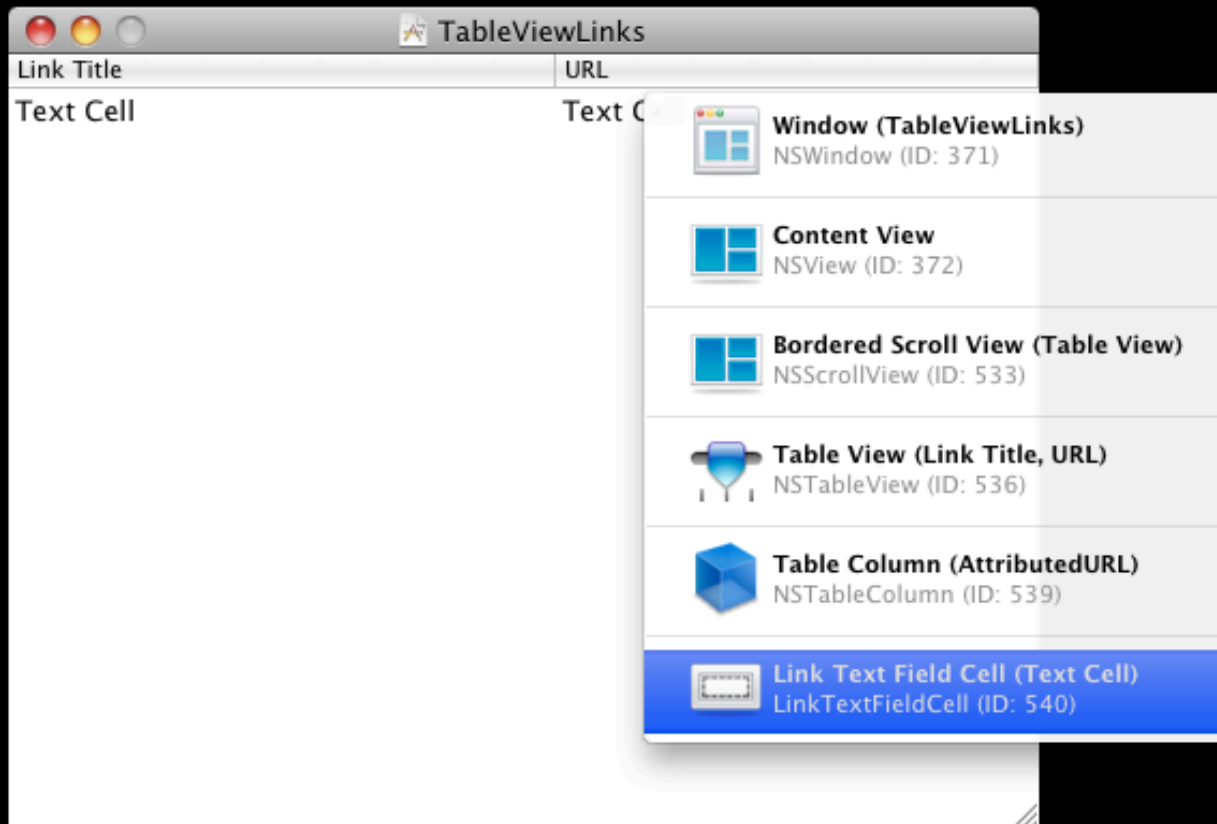 TableViewLinks
Link Title
URL
Text Cell
Text
Window (TableViewLinks)
NSWindow (ID: 371)
Content View
NSView (ID: 372)
Bordered Scroll View (Table View)
NSScrollView (ID: 533)
Table View (Link Title, URL)
NSTableView (ID: 536)
Table Column (AttributedURL)
NSTableColumn (ID: 539)
Link Text Field Cell (Text Cell)
LinkTextFieldCell (ID: 540)